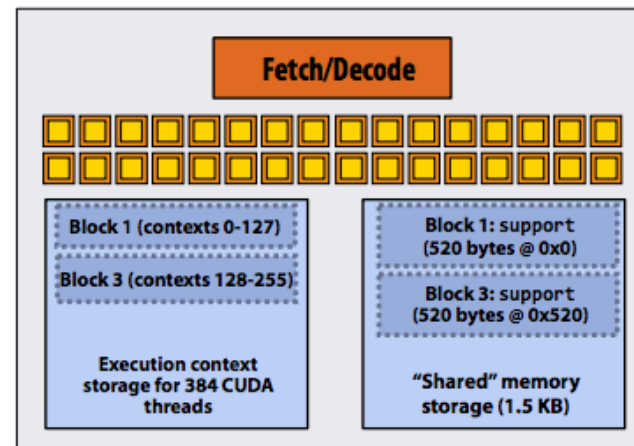 Fetch/Decode
Block 1 (contexts 0-127)
Block 3 (contexts 128-255)
Execution context
storage for 384 CUDA
threads
Block 1: support
(520 bytes @ 0x0)
Block 3: support
(520 bytes @ 0x520)
“Shared” memory
storage (1.5 KB)